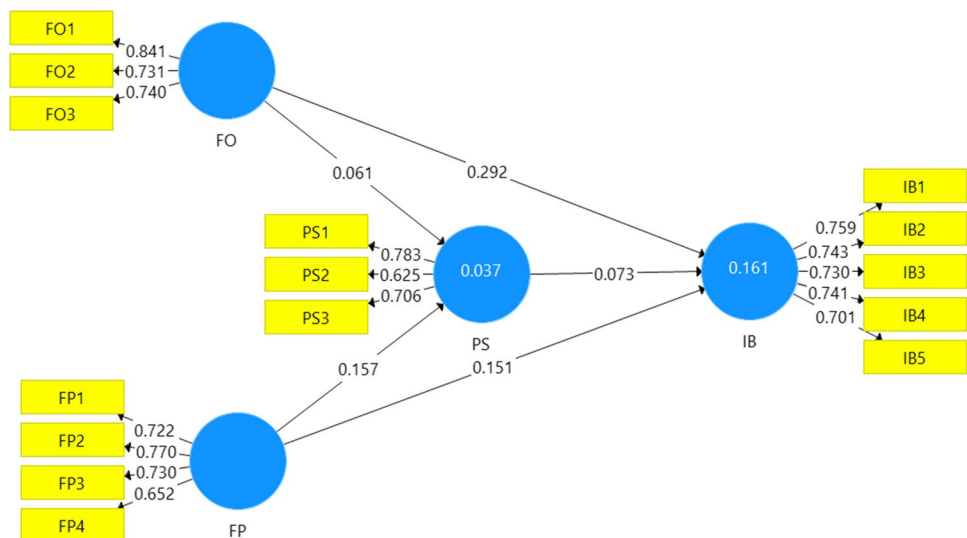 FO1
FO2
FO3
0.841
0.731
0.740
FO
0.061
0.292
PS1
PS2
PS3
0.783
0.625
0.706
0.037
PS
0.073
0.161
IB
0.759
0.743
0.730
0.741
0.701
IB1
IB2
IB3
IB4
IB5
0.157
0.151
FP1
FP2
FP3
FP4
0.722
0.770
0.730
0.652
FP